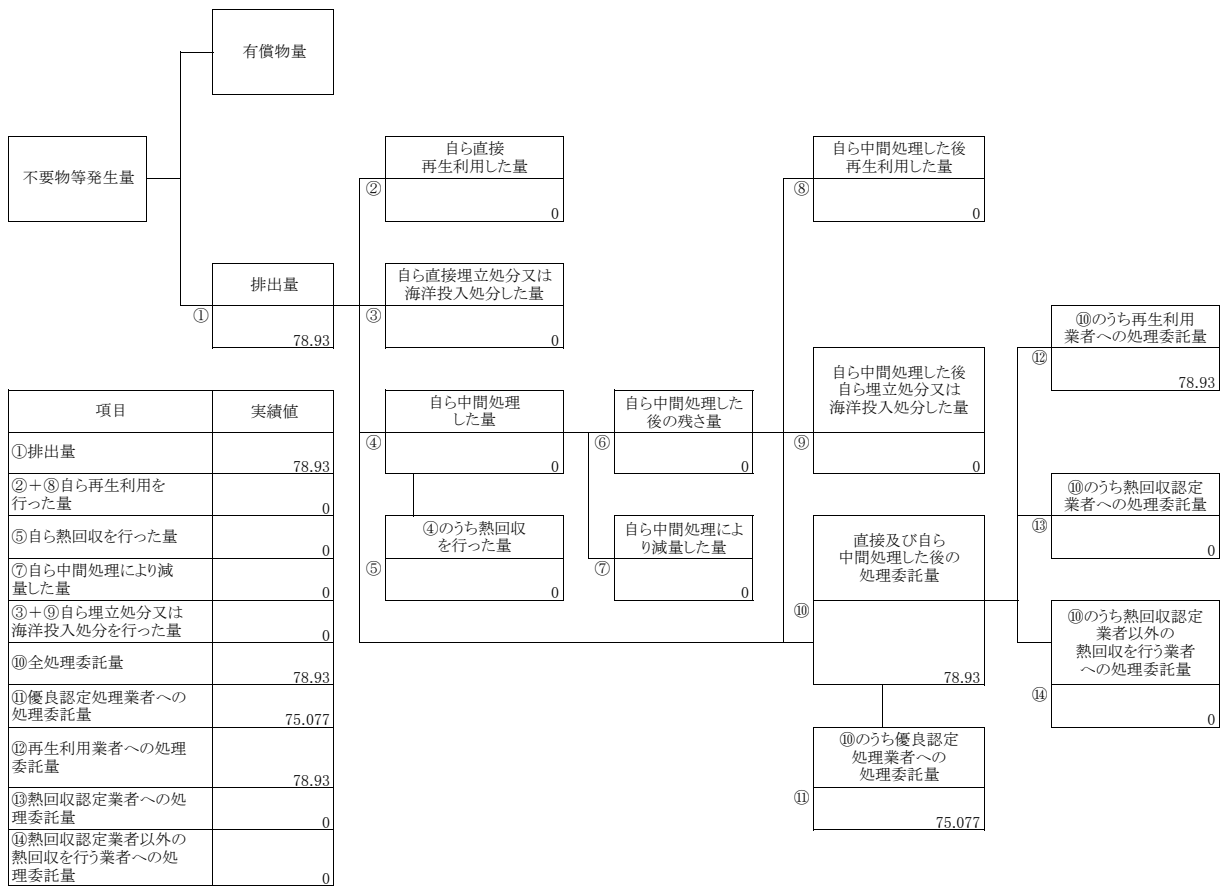 有償物量
不要物等発生量
自ら直接
再生利用した量
②
0
自ら中間処理した後
再生利用した量
⑧
0
排出量
①
78.93
自ら直接埋立処分又は
海洋投入処分した量
③
0
⑩のうち再生利用
業者への処理委託量
⑫
78.93
自ら中間処理
した量
④
0
自ら中間処理した
後の残さ量
⑥
0
自ら中間処理した後
自ら埋立処分又は
海洋投入処分した量
⑨
0
⑩のうち熱回収認定
業者への処理委託量
⑬
0
④のうち熱回収
を行った量
⑤
0
自ら中間処理によ
り減量した量
⑦
0
直接及び自ら
中間処理した後の
処理委託量
⑩
78.93
⑩のうち熱回収認定
業者以外の
熱回収を行う業者
への処理委託量
⑭
0
⑩のうち優良認定
処理業者への
処理委託量
⑪
75.077
項目 実績値
①排出量
78.93
②+⑧自ら再生利用を
行った量
0
⑤自ら熱回収を行った量
0
⑦自ら中間処理により減
量した量
0
③+⑨自ら埋立処分又は
海洋投入処分を行った量
0
⑩全処理委託量
78.93
⑪優良認定処理業者への
処理委託量
75.077
⑫再生利用業者への処理
委託量
78.93
⑬熱回収認定業者への処
理委託量
0
⑭熱回収認定業者以外の
熱回収を行う業者への処
理委託量
0